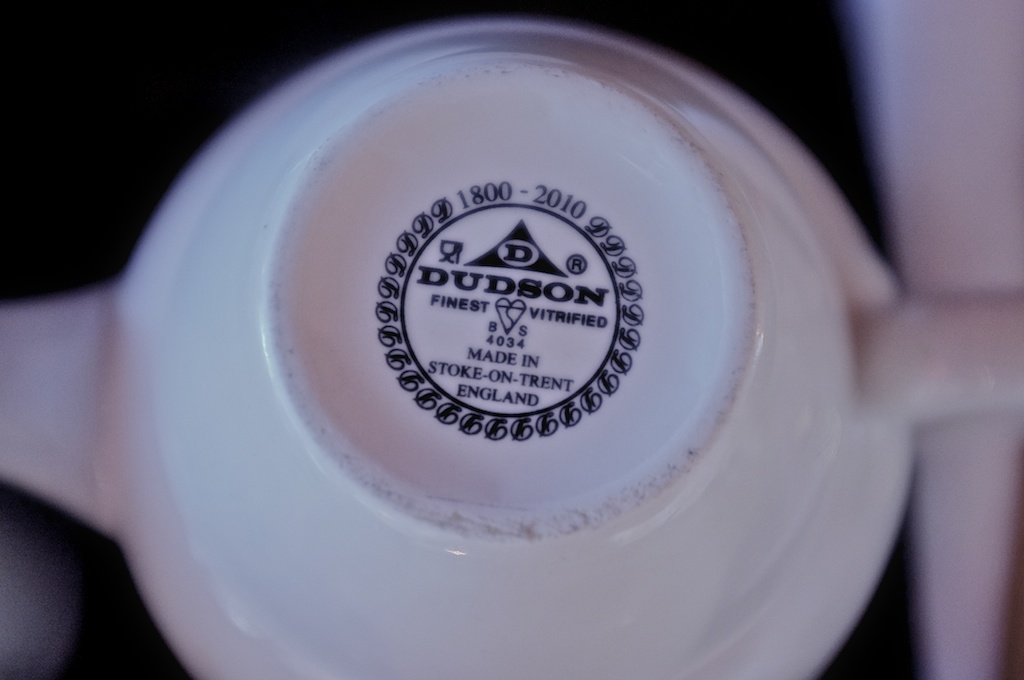 1800 - 2010
D
®
DUDSON
FINEST VITRIFIED
B S
4034
MADE IN
STOKE-ON-TRENT
ENGLAND